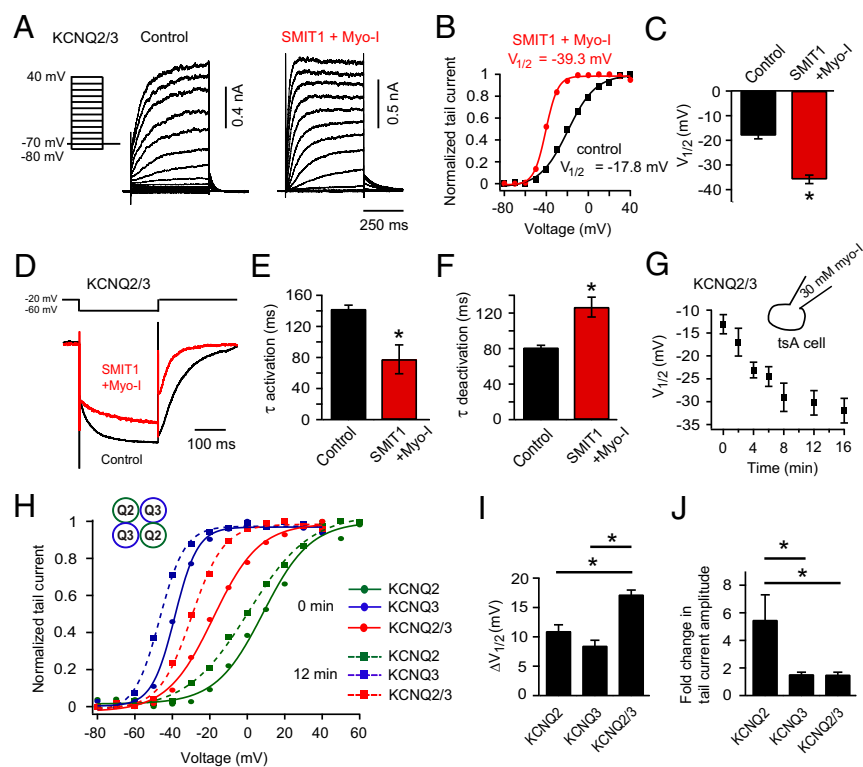 A
KCNQ2/3
Control
SMIT1 + Myo-I
40 mV
-70 mV
-80 mV
0.4 nA
0.5 nA
250 ms
B
SMIT1 + Myo-I
V1/2 = -39.3 mV
control
V1/2 = -17.8 mV
Normalized tail current
1
0.8
0.6
0.4
0.2
0
-80 -40 0 40
Voltage (mV)
C
Control
SMIT1
+Myo-I
V1/2 (mV)
0
-10
-20
-30
-40
*
D
KCNQ2/3
-20 mV
-60 mV
SMIT1
+Myo-I
Control
100 ms
E
τ activation (ms)
160
120
80
40
0
*
Control
SMIT1
+Myo-I
F
τ deactivation (ms)
120
80
40
0
*
Control
SMIT1
+Myo-I
G
KCNQ2/3
30 mM myo-I
tsA cell
V1/2 (mV)
-10
-15
-20
-25
-30
-35
0 4 8 12 16
Time (min)
H
Q2 Q3
Q3 Q2
Normalized tail current
1
0.8
0.6
0.4
0.2
0
-80 -60 -40 -20 0 20 40 60
Voltage (mV)
0 min
KCNQ2
KCNQ3
KCNQ2/3
12 min
KCNQ2
KCNQ3
KCNQ2/3
I
ΔV1/2 (mV)
20
15
10
5
0
*
*
KCNQ2
KCNQ3
KCNQ2/3
J
Fold change in
tail current amplitude
8
6
4
2
0
*
*
KCNQ2
KCNQ3
KCNQ2/3